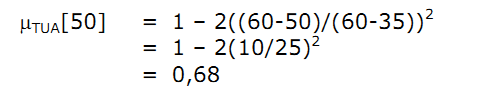 μTUA[50] = 1 – 2((60-50)/(60-35))²
= 1 – 2(10/25)²
= 0,68